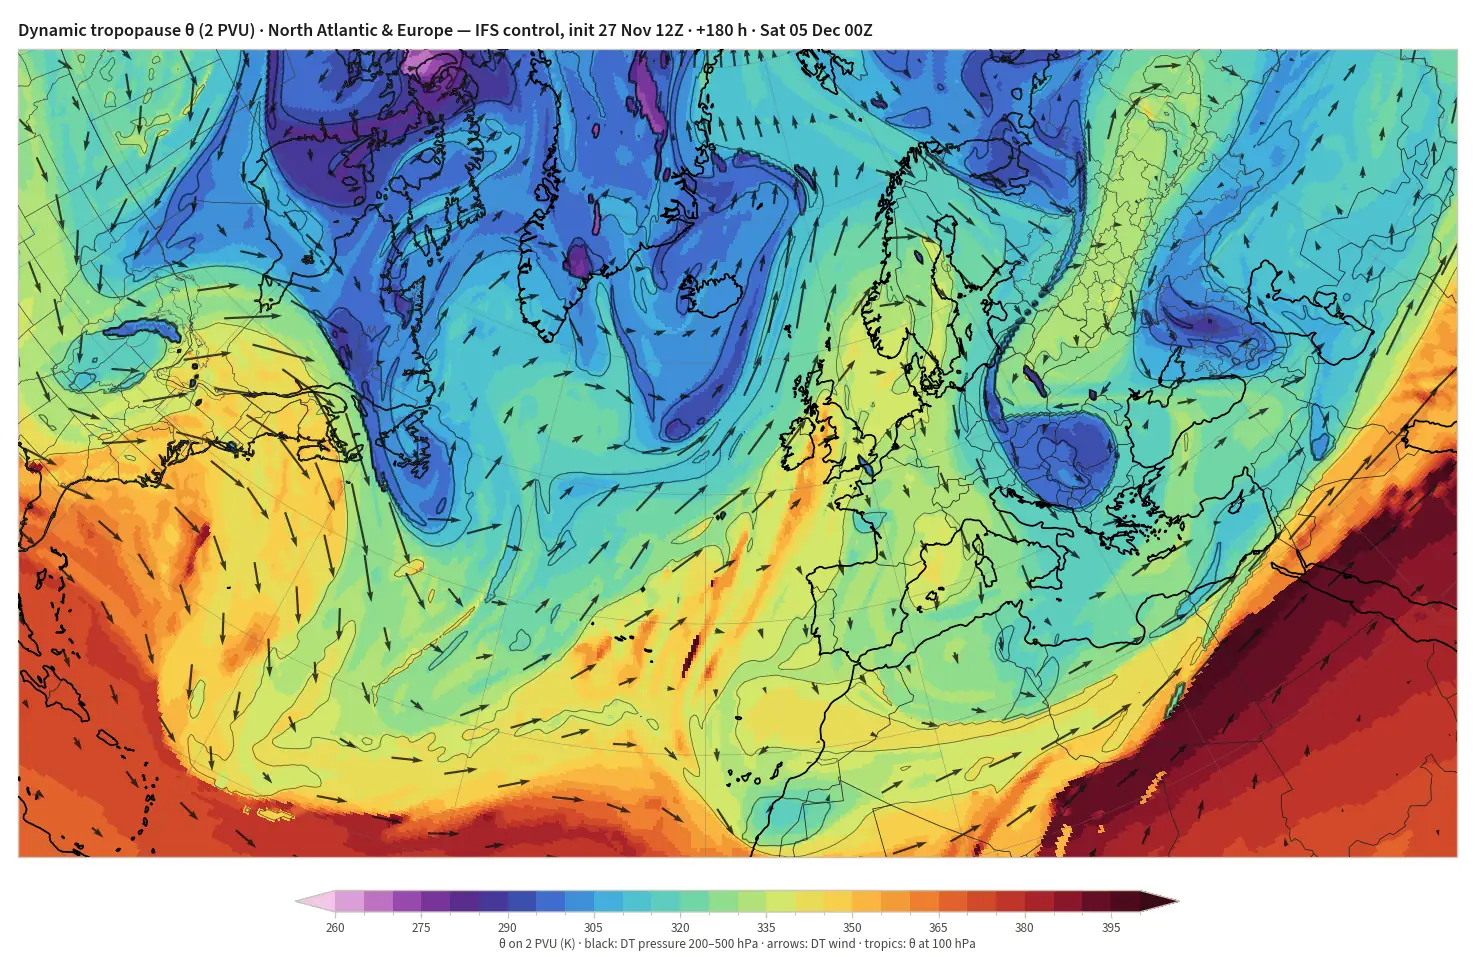 Dynamic tropopause θ (2 PVU) · North Atlantic & Europe — IFS control, init 27 Nov 12Z · +180 h · Sat 05 Dec 00Z
260 275 290 305 320 335 350 365 380 395
θ on 2 PVU (K) · black: DT pressure 200–500 hPa · arrows: DT wind · tropics: θ at 100 hPa